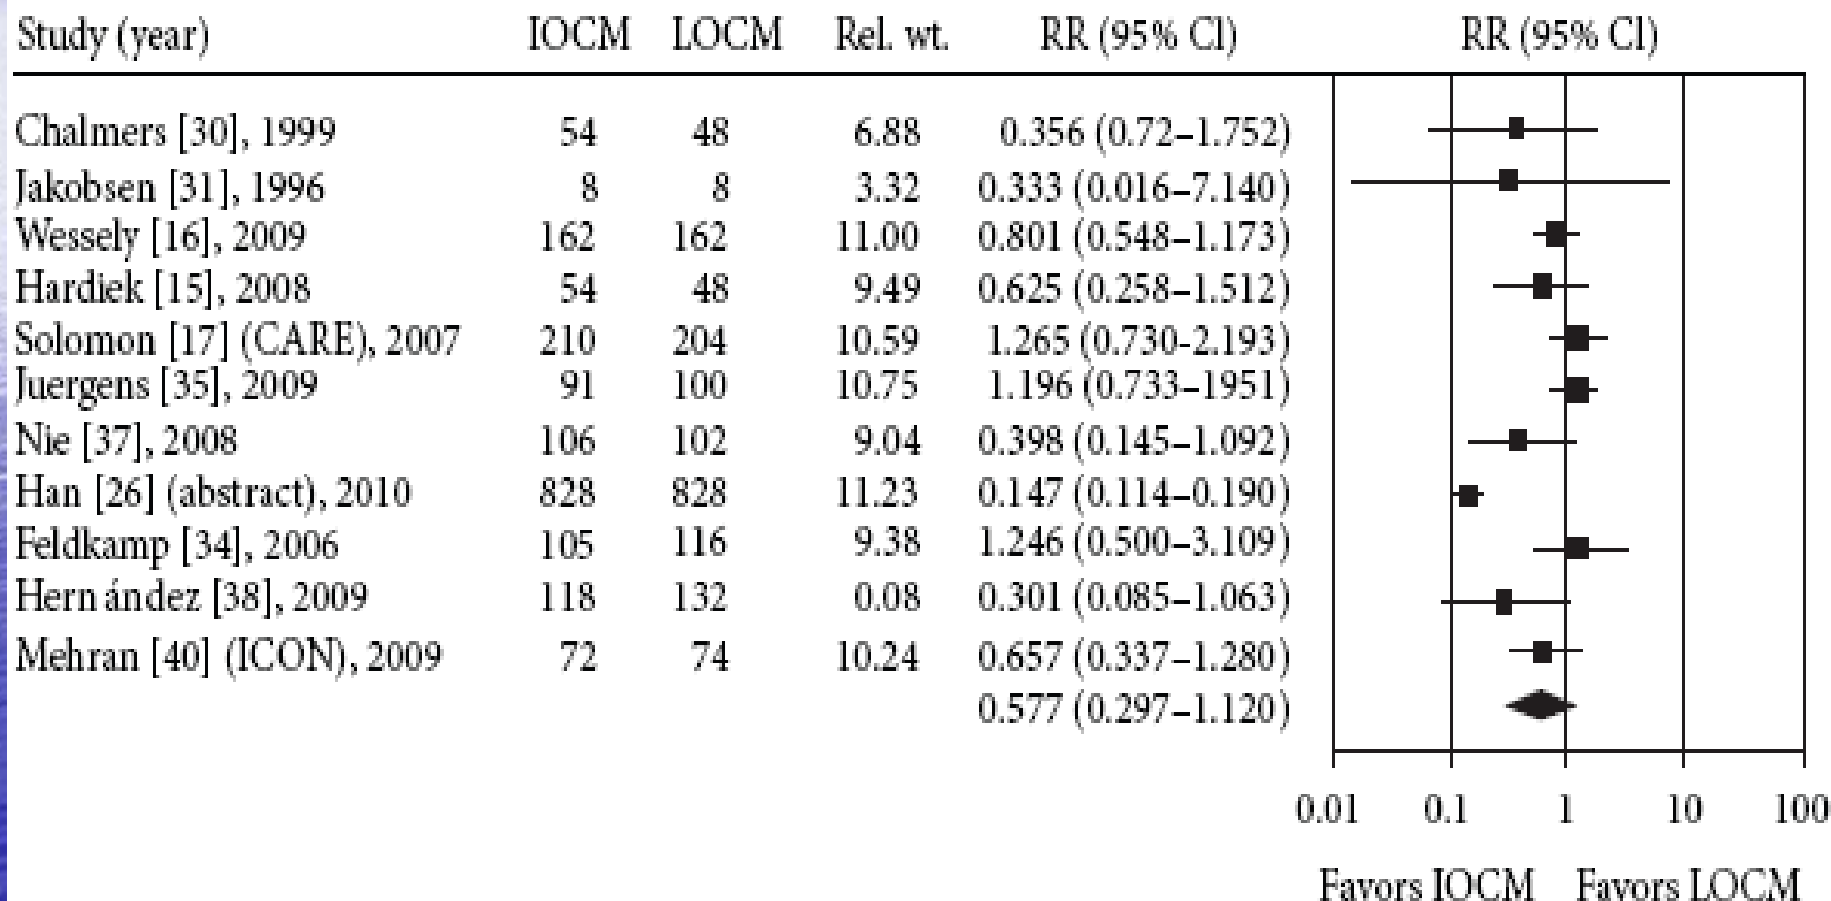 Study (year) IOCM LOCM Rel. wt. RR (95% CI) RR (95% CI)
Chalmers [30], 1999 54 48 6.88 0.356 (0.72–1.752)
Jakobsen [31], 1996 8 8 3.32 0.333 (0.016–7.140)
Wessely [16], 2009 162 162 11.00 0.801 (0.548–1.173)
Hardiek [15], 2008 54 48 9.49 0.625 (0.258–1.512)
Solomon [17] (CARE), 2007 210 204 10.59 1.265 (0.730-2.193)
Juergens [35], 2009 91 100 10.75 1.196 (0.733–1951)
Nie [37], 2008 106 102 9.04 0.398 (0.145–1.092)
Han [26] (abstract), 2010 828 828 11.23 0.147 (0.114–0.190)
Feldkamp [34], 2006 105 116 9.38 1.246 (0.500–3.109)
Hernández [38], 2009 118 132 0.08 0.301 (0.085–1.063)
Mehran [40] (ICON), 2009 72 74 10.24 0.657 (0.337–1.280)
0.577 (0.297–1.120)
0.01 0.1 1 10 100
Favors IOCM Favors LOCM